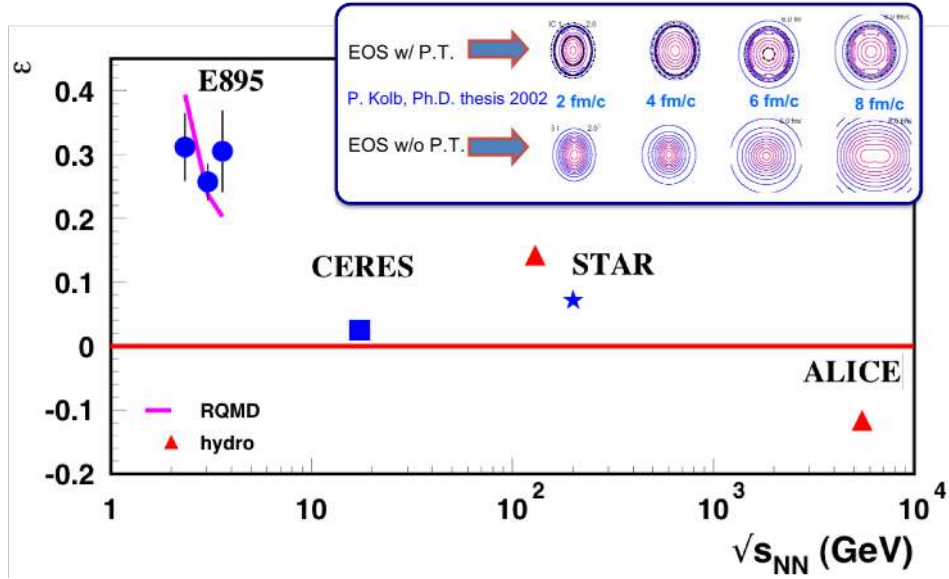 EOS w/ P.T.
P. Kolb, Ph.D. thesis 2002
2 fm/c
4 fm/c
6 fm/c
8 fm/c
EOS w/o P.T.
ε
E895
CERES
STAR
ALICE
RQMD
hydro
0.4
0.3
0.2
0.1
0
-0.1
-0.2
1
10
10²
10³
10⁴
√s_NN (GeV)